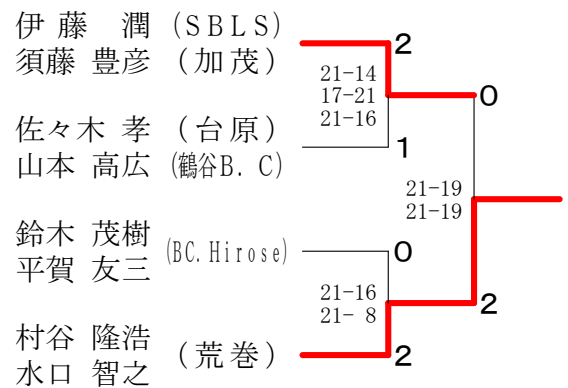 伊藤 潤 (SBLS)
須藤 豊彦 (加茂)
2
21-14
17-21
21-16
0
佐々木 孝 (台原)
山本 高広 (鶴谷B. C)
1
21-19
21-19
鈴木 茂樹
平賀 友三
(BC. Hirose)
0
21-16
21- 8
2
村谷 隆浩
水口 智之
(荒巻)
2